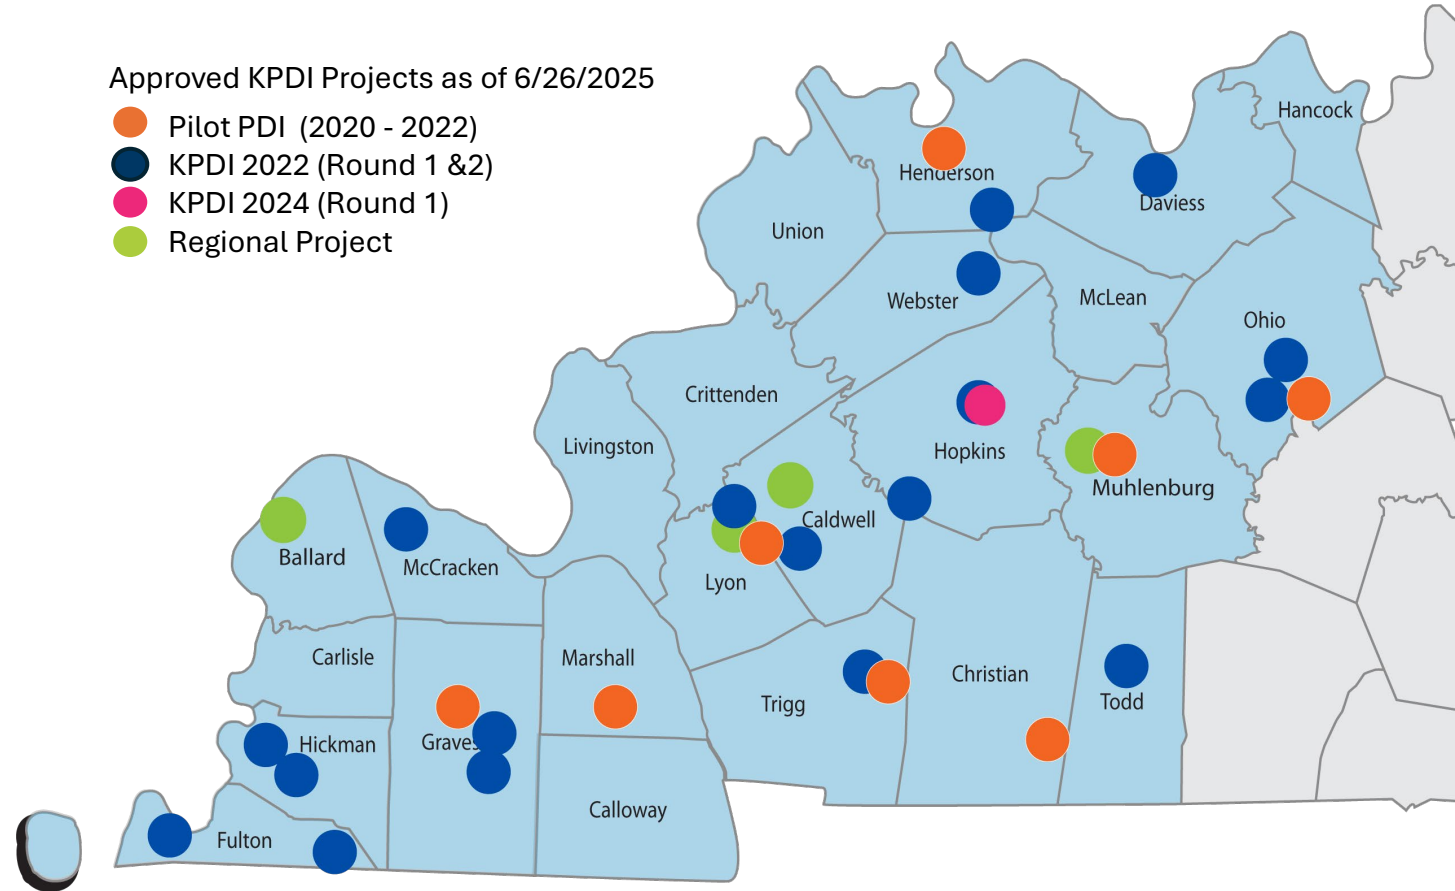 Approved KPDI Projects as of 6/26/2025
Pilot PDI (2020 - 2022)
KPDI 2022 (Round 1 &2)
KPDI 2024 (Round 1)
Regional Project
Hancock
Henderson
Daviess
Union
Webster
McLean
Ohio
Crittenden
Livingston
Hopkins
Muhlenburg
Caldwell
Ballard
McCracken
Lyon
Carlisle
Marshall
Christian
Trigg
Todd
Hickman
Graves
Calloway
Fulton